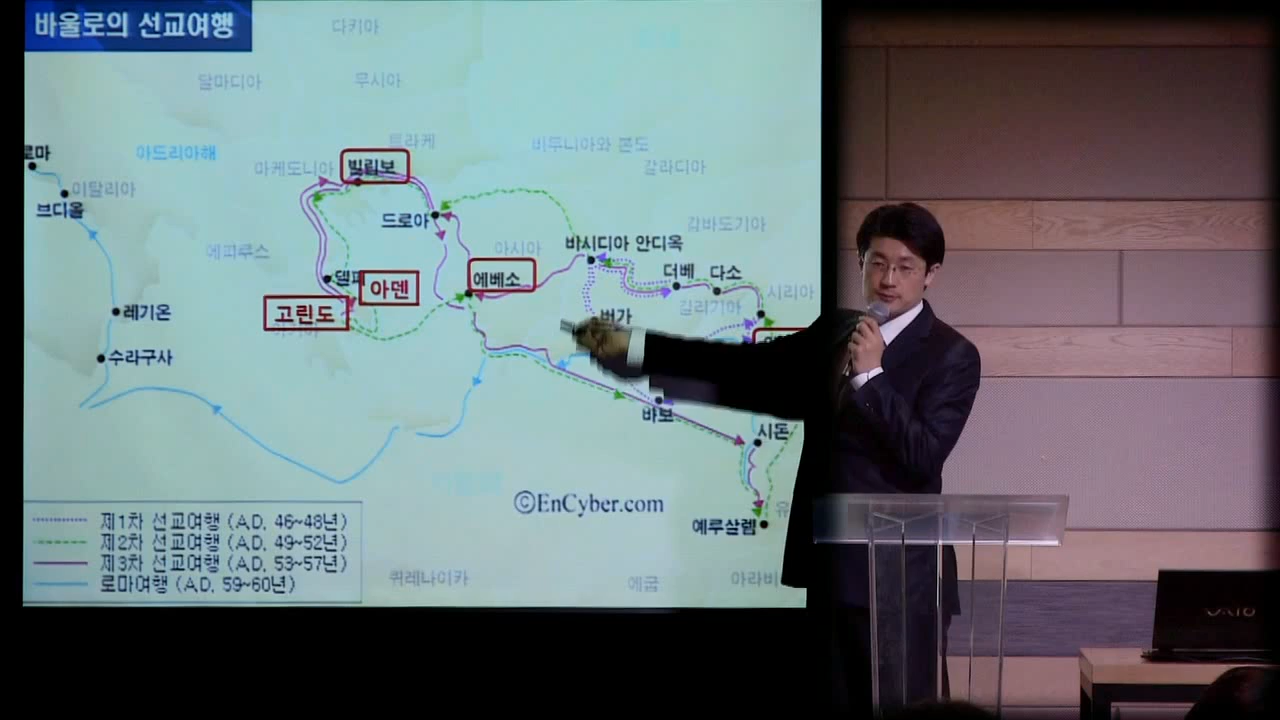 바울로의 선교여행
다키아
달마디아
무시아
트라케
비두니아와 본도
로마
아드리아해
마케도니아
빌립보
갈라디아
이탈리아
브디올
드로아
감바도기아
에피루스
아시아
바시디아 안디옥
더베
다소
델피
아덴
에베소
길리기아
시리아
고린도
버가
레기온
수라구사
바보
시돈
©EnCyber.com
예루살렘
제1차 선교여행 (A.D. 46~48년)
제2차 선교여행 (A.D. 49~52년)
제3차 선교여행 (A.D. 53~57년)
로마여행 (A.D. 59~60년)
퀴레나이카
에굽
아라비
VAIO